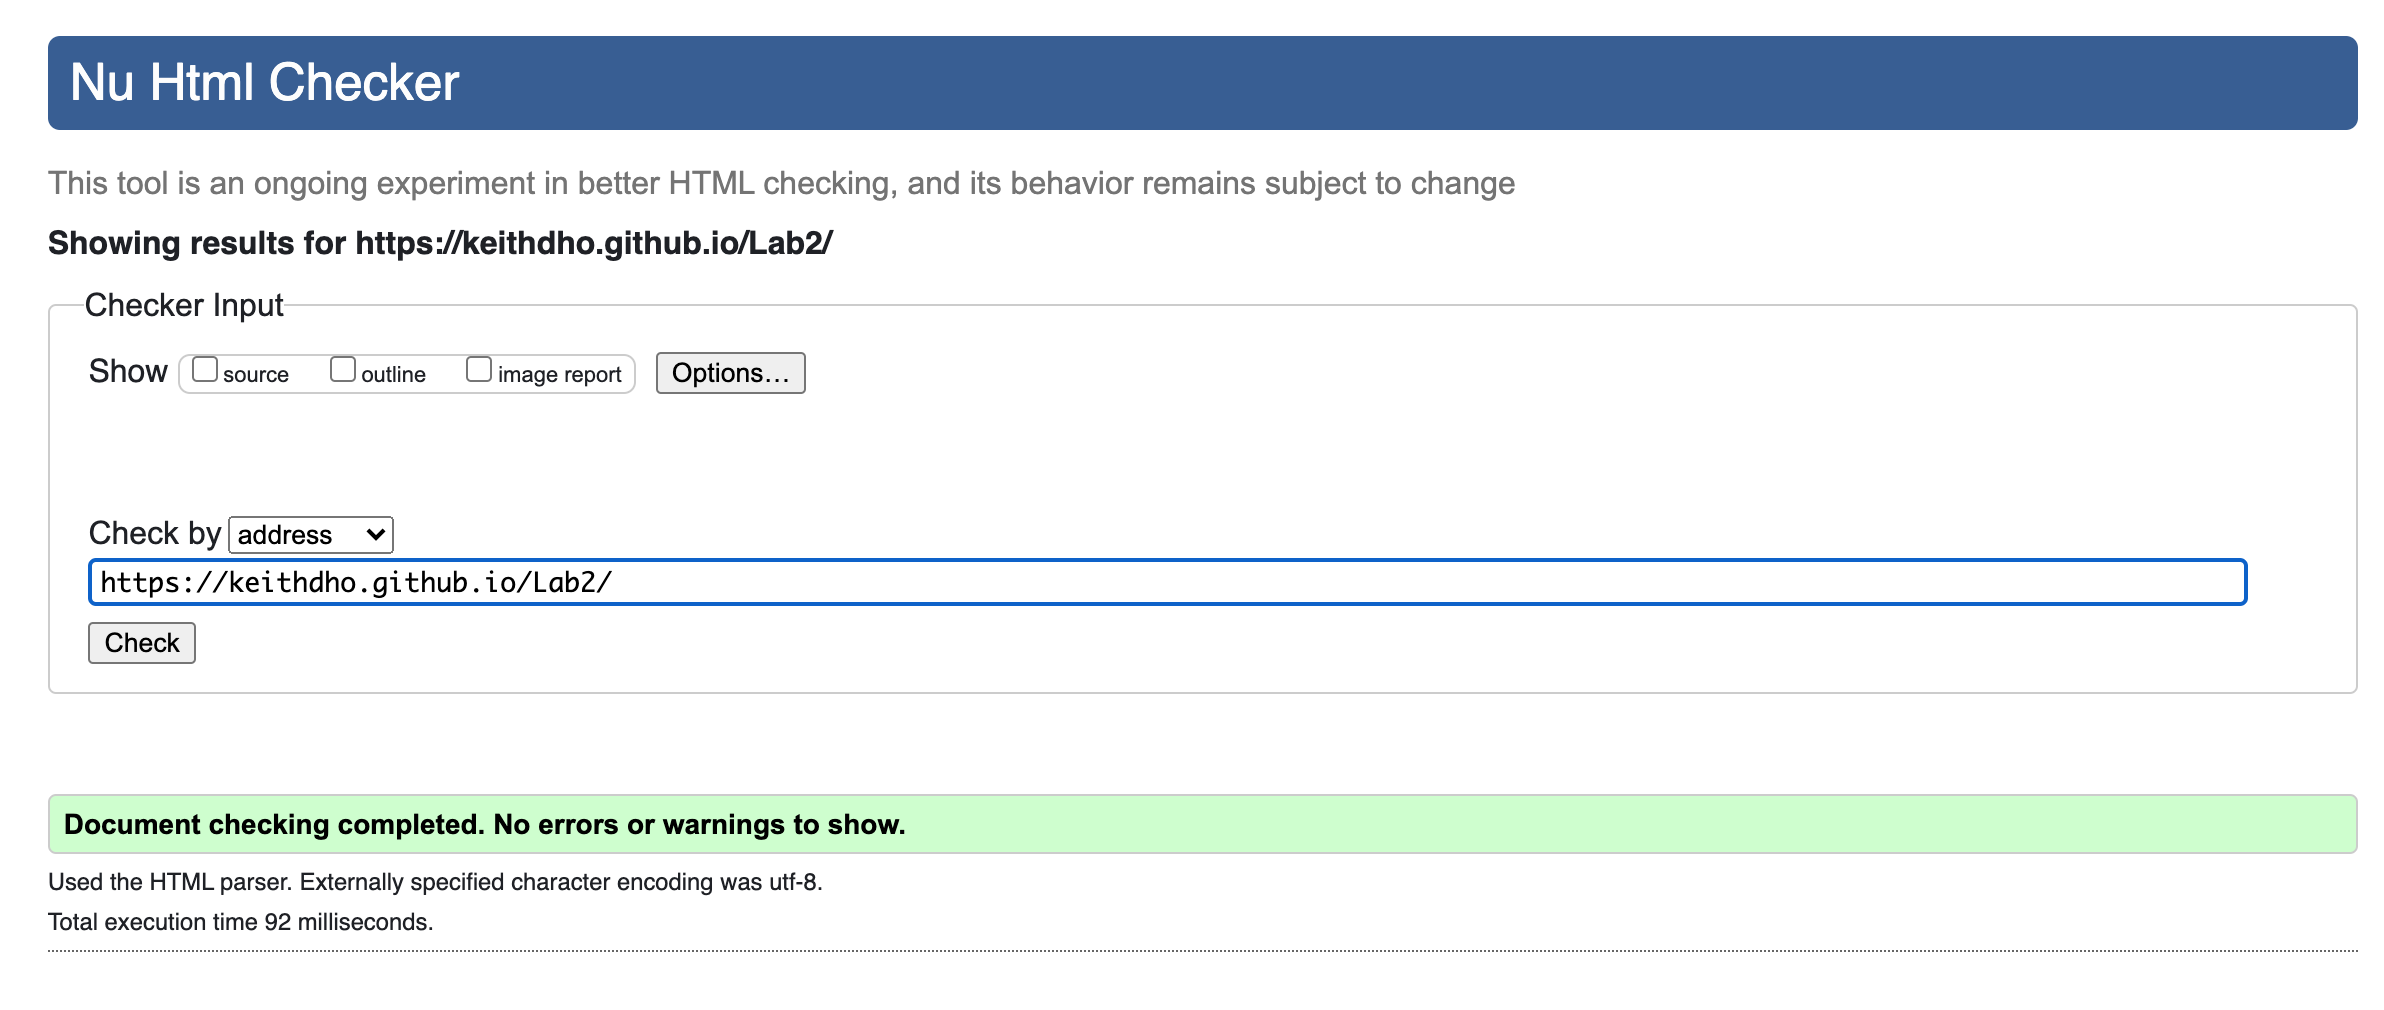 Nu Html Checker
This tool is an ongoing experiment in better HTML checking, and its behavior remains subject to change
Showing results for https://keithdho.github.io/Lab2/
Checker Input
Show source outline image report Options…
Check by address
https://keithdho.github.io/Lab2/
Check
Document checking completed. No errors or warnings to show.
Used the HTML parser. Externally specified character encoding was utf-8.
Total execution time 92 milliseconds.